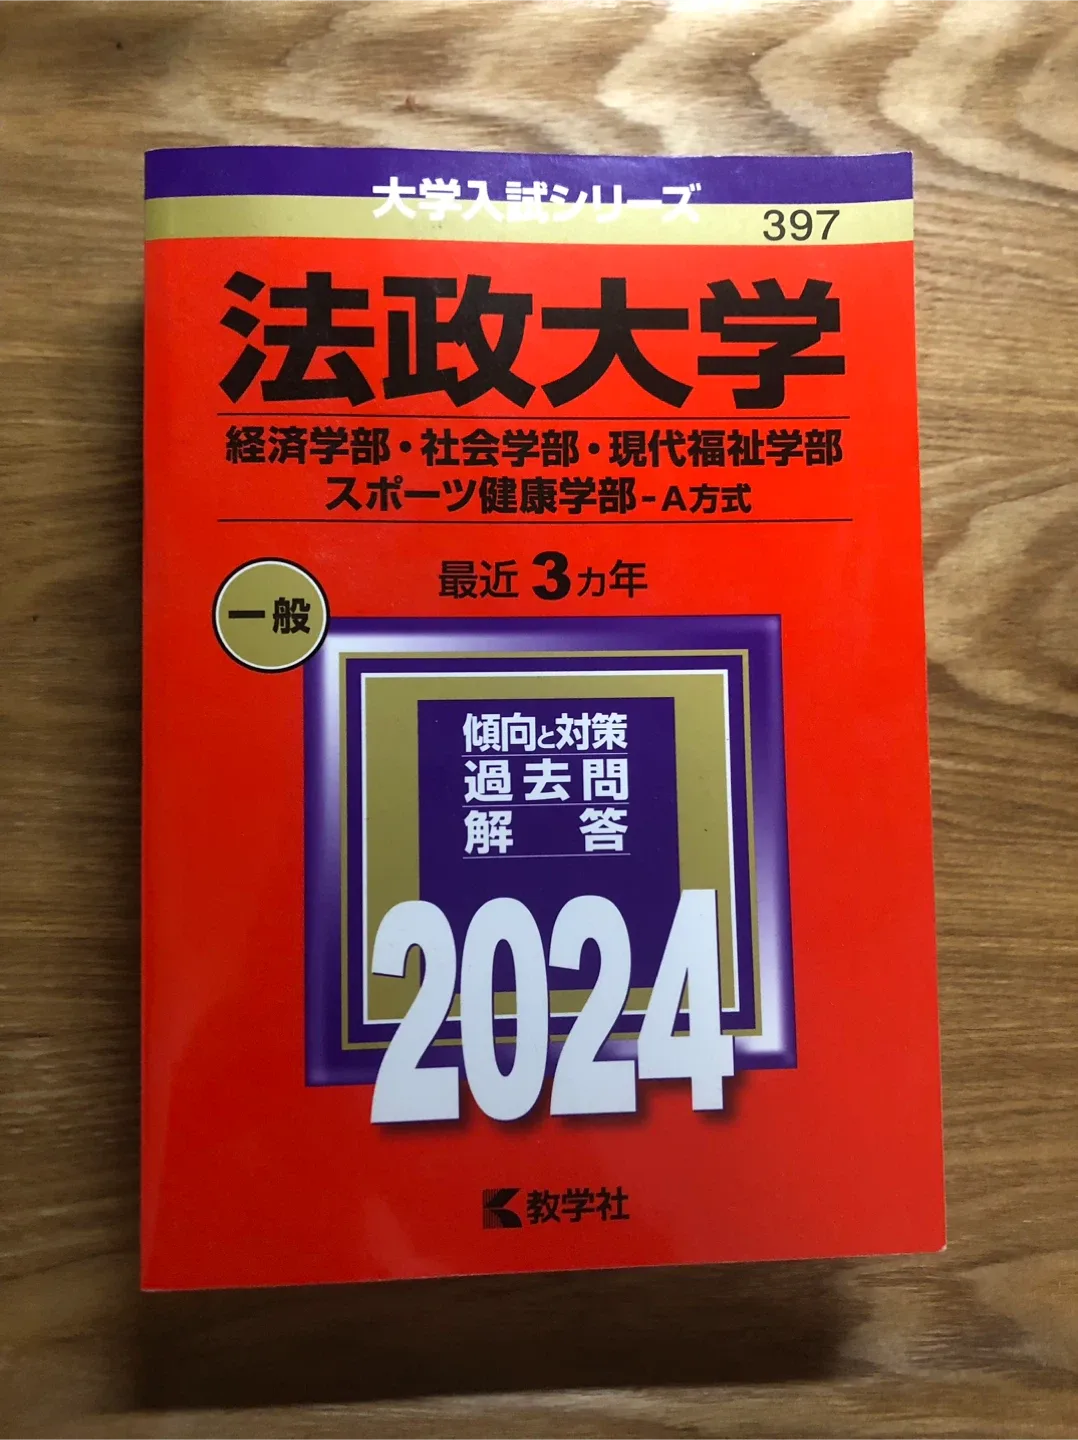 大学入試シリーズ
397
法政大学
経済学部・社会学部・現代福祉学部
スポーツ健康学部-A方式
最近3カ年
一般
傾向と対策
過去問
解答
2024
教学社